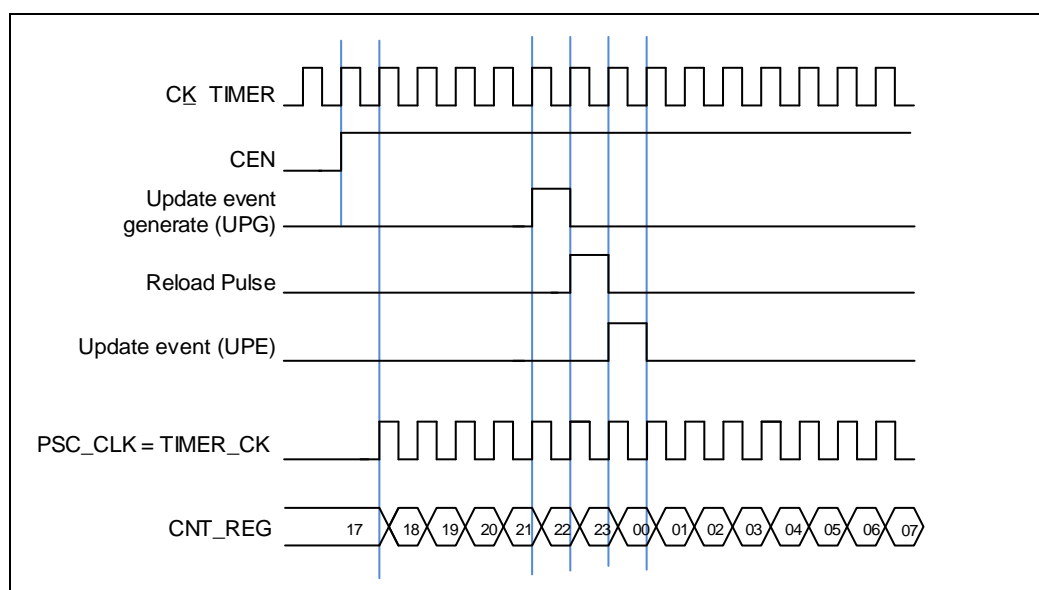 CK TIMER
CEN
Update event
generate (UPG)
Reload Pulse
Update event (UPE)
PSC_CLK = TIMER_CK
CNT_REG 17 18 19 20 21 22 23 00 01 02 03 04 05 06 07